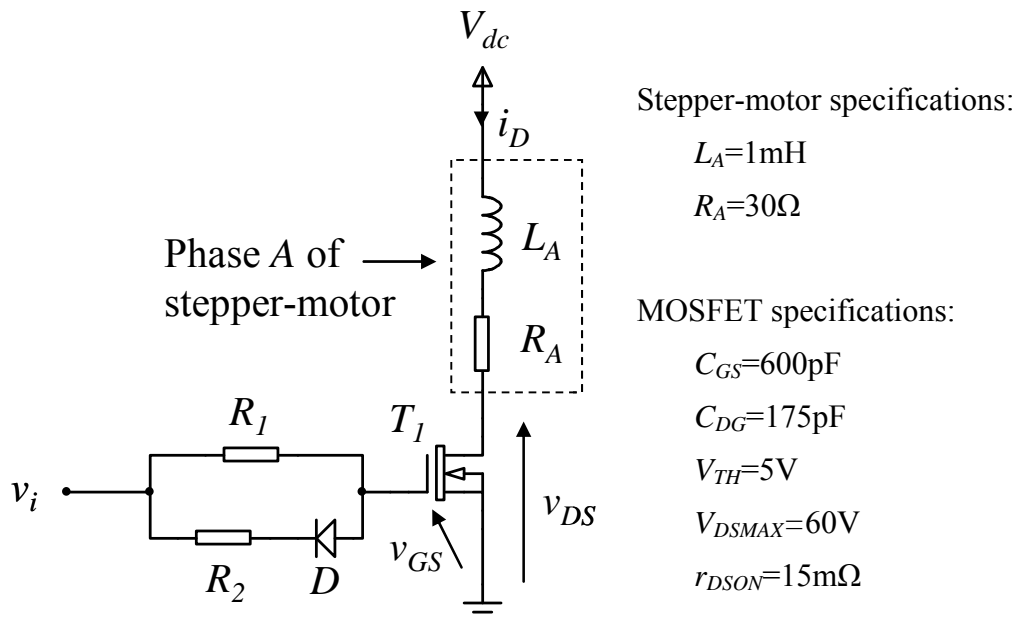 V_dc
i_D
Stepper-motor specifications:
L_A=1mH
R_A=30Ω
L_A
Phase A of
stepper-motor
R_A
MOSFET specifications:
C_GS=600pF
C_DG=175pF
V_TH=5V
V_DSMAX=60V
r_DSON=15mΩ
R_1
T_1
v_i
v_DS
v_GS
R_2
D